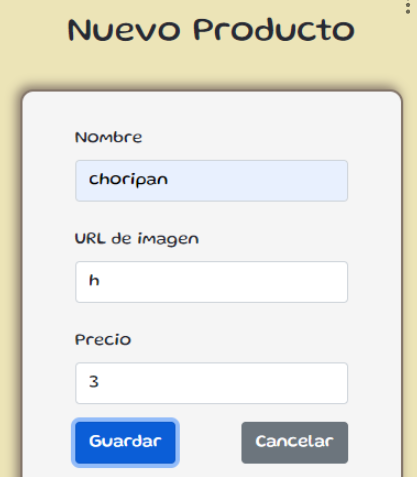 Nuevo Producto
Nombre
choripan
URL de imagen
h
Precio
3
Guardar
Cancelar